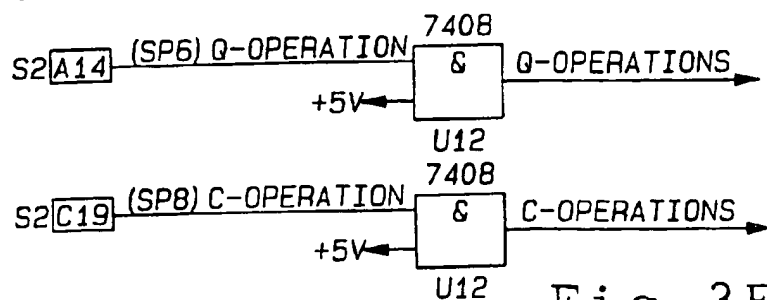 7408
S2 A14 (SP6) Q-OPERATION & Q-OPERATIONS
+5V
U12
7408
S2 C19 (SP8) C-OPERATION & C-OPERATIONS
+5V
U12